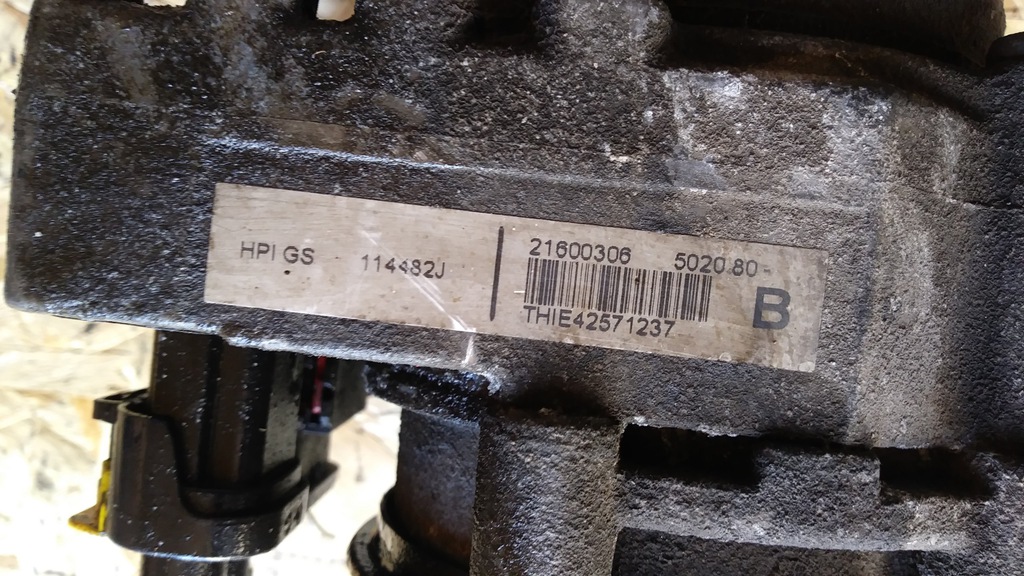 HPI GS 114482J
21600306 5020.80-
THIE42571237
B